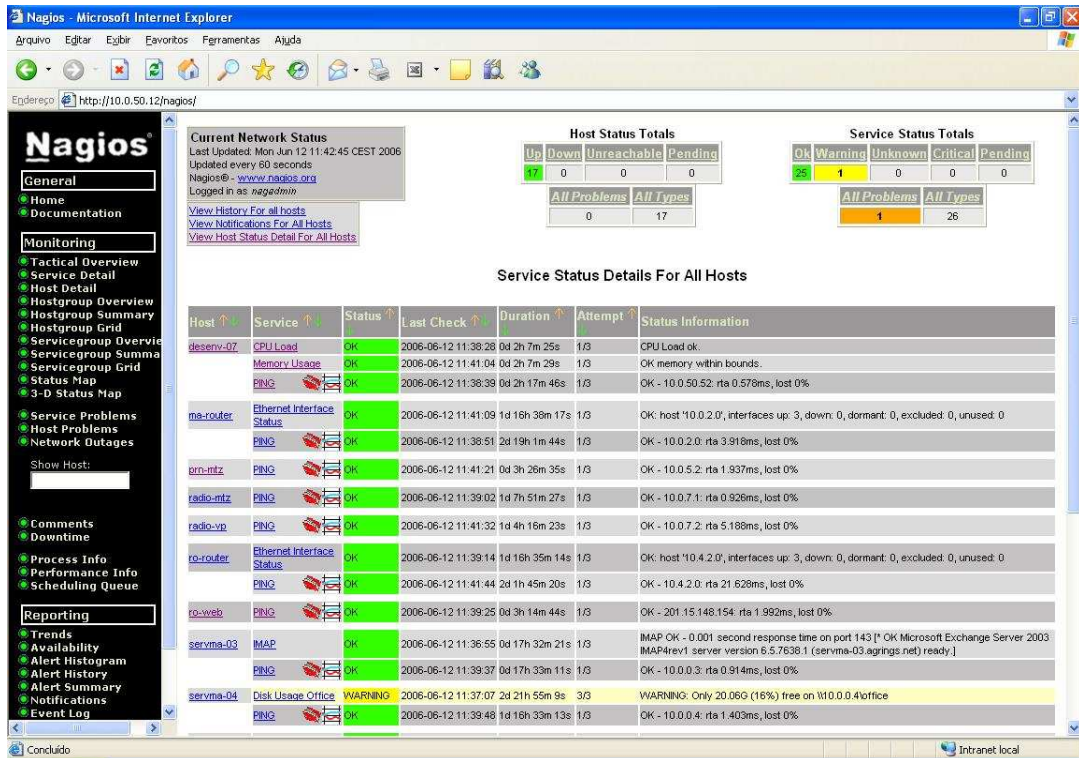 Nagios - Microsoft Internet Explorer
Arquivo Editar Exibir Favoritos Ferramentas Ajuda
Endereço http://10.0.50.12/nagios/
Nagios®
General
Home
Documentation
Monitoring
Tactical Overview
Service Detail
Host Detail
Hostgroup Overview
Hostgroup Summary
Hostgroup Grid
Servicegroup Overvie
Servicegroup Summa
Servicegroup Grid
Status Map
3-D Status Map
Service Problems
Host Problems
Network Outages
Show Host:
Comments
Downtime
Process Info
Performance Info
Scheduling Queue
Reporting
Trends
Availability
Alert Histogram
Alert History
Alert Summary
Notifications
Event Log
Current Network Status
Last Updated: Mon Jun 12 11:42:45 CEST 2006
Updated every 60 seconds
Nagios® - www.nagios.org
Logged in as nagadmin
View History For all hosts
View Notifications For All Hosts
View Host Status Detail For All Hosts
Host Status Totals
Up Down Unreachable Pending
17 0 0 0
All Problems All Types
0 17
Service Status Totals
Ok Warning Unknown Critical Pending
25 1 0 0 0
All Problems All Types
1 26
Service Status Details For All Hosts
Host Service Status Last Check Duration Attempt Status Information
desenv-07 CPU Load OK 2006-06-12 11:38:28 0d 2h 7m 25s 1/3 CPU Load ok.
Memory Usage OK 2006-06-12 11:41:04 0d 2h 7m 29s 1/3 OK memory within bounds.
PING OK 2006-06-12 11:38:39 0d 2h 17m 46s 1/3 OK - 10.0.50.52: rta 0.578ms, lost 0%
ma-router Ethernet Interface Status OK 2006-06-12 11:41:09 1d 16h 38m 17s 1/3 OK: host '10.0.2.0', interfaces up: 3, down: 0, dormant: 0, excluded: 0, unused: 0
PING OK 2006-06-12 11:38:51 2d 19h 1m 44s 1/3 OK - 10.0.2.0: rta 3.918ms, lost 0%
prn-mtz PING OK 2006-06-12 11:41:21 0d 3h 26m 35s 1/3 OK - 10.0.5.2: rta 1.937ms, lost 0%
radio-mtz PING OK 2006-06-12 11:39:02 1d 7h 51m 27s 1/3 OK - 10.0.7.1: rta 0.926ms, lost 0%
radio-vp PING OK 2006-06-12 11:41:32 1d 4h 16m 23s 1/3 OK - 10.0.7.2: rta 5.188ms, lost 0%
ro-router Ethernet Interface Status OK 2006-06-12 11:39:14 1d 16h 35m 14s 1/3 OK: host '10.4.2.0', interfaces up: 3, down: 0, dormant: 0, excluded: 0, unused: 0
PING OK 2006-06-12 11:41:44 2d 1h 45m 20s 1/3 OK - 10.4.2.0: rta 21.628ms, lost 0%
ro-web PING OK 2006-06-12 11:39:25 0d 3h 14m 44s 1/3 OK - 201.15.148.154: rta 1.992ms, lost 0%
servma-03 IMAP OK 2006-06-12 11:36:55 0d 17h 32m 21s 1/3 IMAP OK - 0.001 second response time on port 143 [* OK Microsoft Exchange Server 2003
IMAP4rev1 server version 6.5.7638.1 (servma-03.agrings.net) ready.]
PING OK 2006-06-12 11:39:37 0d 17h 33m 11s 1/3 OK - 10.0.0.3: rta 0.914ms, lost 0%
servma-04 Disk Usage Office WARNING 2006-06-12 11:37:07 2d 21h 55m 9s 3/3 WARNING: Only 20.06G (16%) free on \\10.0.0.4\office
PING OK 2006-06-12 11:39:48 1d 16h 33m 13s 1/3 OK - 10.0.0.4: rta 1.403ms, lost 0%
Concluído
Intranet local